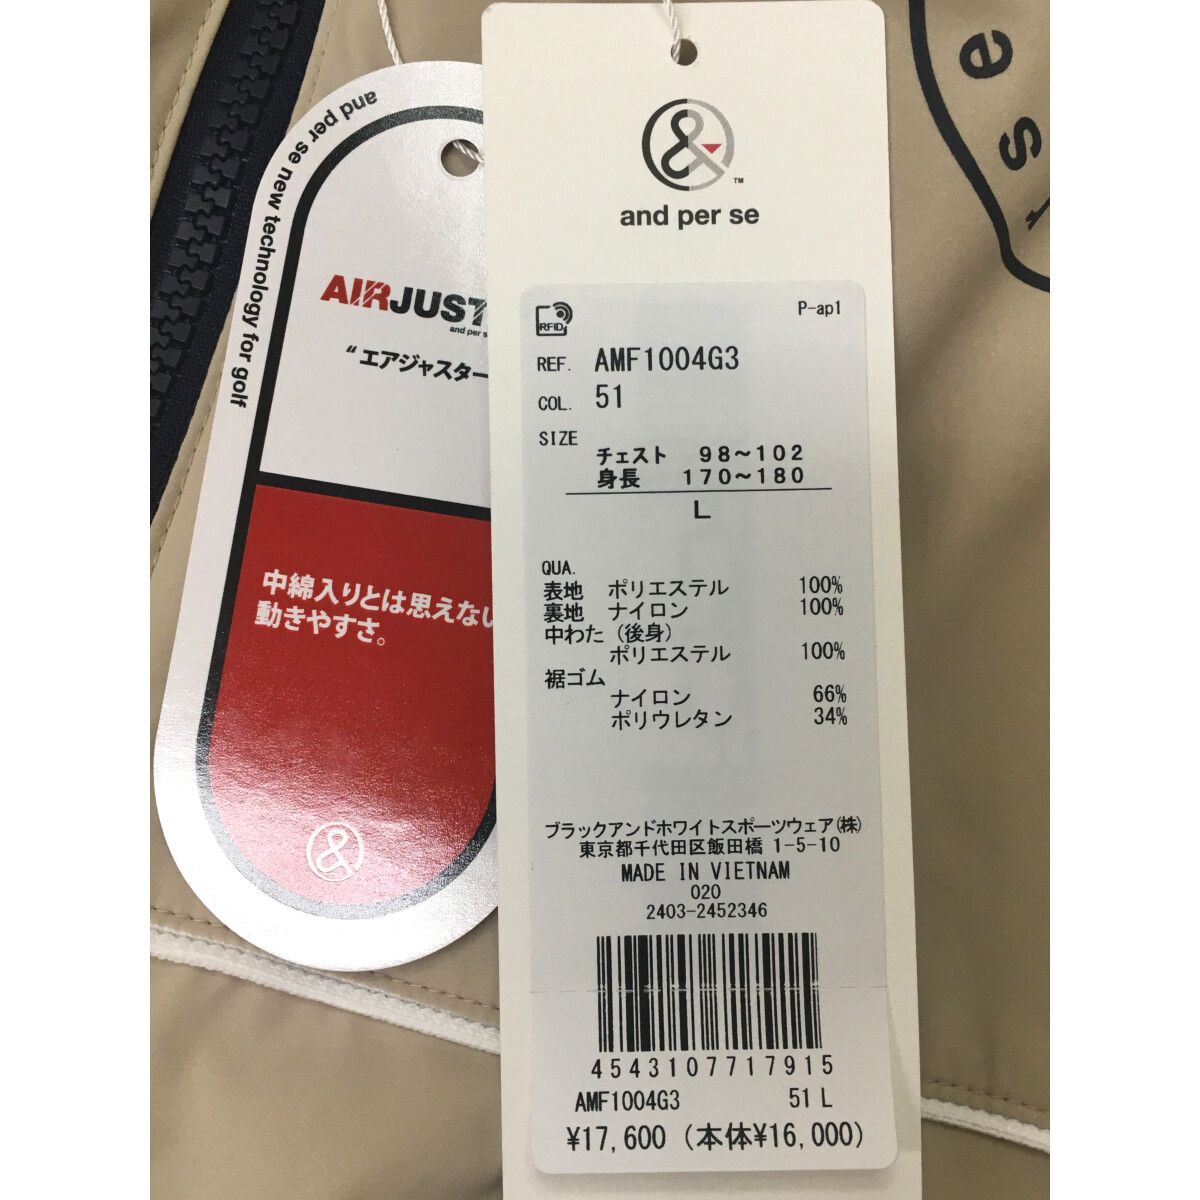 and per se new technology for golf
AIRJUST
and per s
“エアジャスター
中綿入りとは思えない
動きやすさ。
&
and per se
TM
P-ap1
RFID
REF. AMF1004G3
COL. 51
SIZE
チェスト 98～102
身長 170～180
L
QUA.
表地 ポリエステル 100%
裏地 ナイロン 100%
中わた（後身）
ポリエステル 100%
裾ゴム
ナイロン 66%
ポリウレタン 34%
ブラックアンドホワイトスポーツウェア(株)
東京都千代田区飯田橋 1-5-10
MADE IN VIETNAM
020
2403-2452346
4543107717915
AMF1004G3 51 L
¥17,600 (本体¥16,000)
e
s